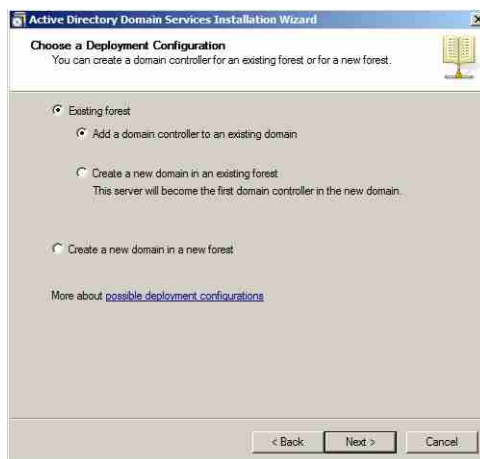 Active Directory Domain Services Installation Wizard
Choose a Deployment Configuration
You can create a domain controller for an existing forest or for a new forest.
Existing forest
Add a domain controller to an existing domain
Create a new domain in an existing forest
This server will become the first domain controller in the new domain.
Create a new domain in a new forest
More about possible deployment configurations
< Back Next > Cancel